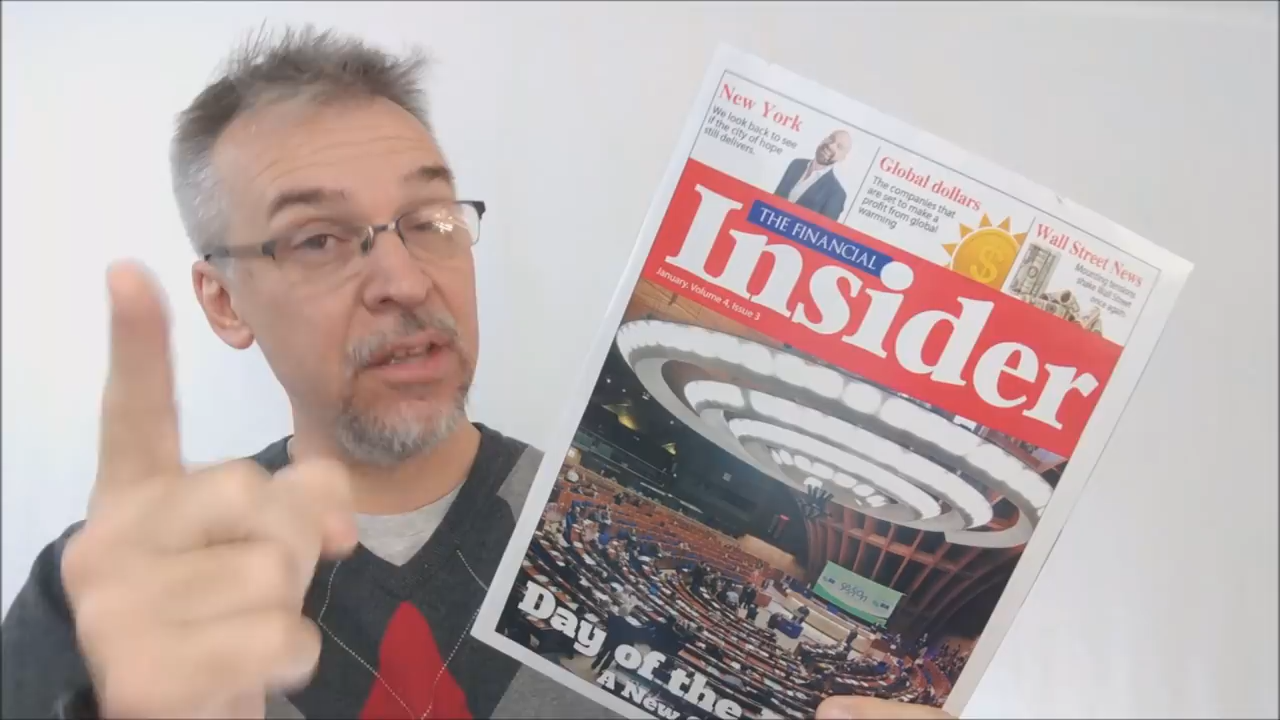 New York
We look back to see
if the city of hope
still delivers.
Global dollars
The companies that
are set to make a
profit from global
warming
Wall Street News
Mounting tensions
shake Wall Street
once again
THE FINANCIAL
Insider
January. Volume 4, Issue 3
Day of the
A New